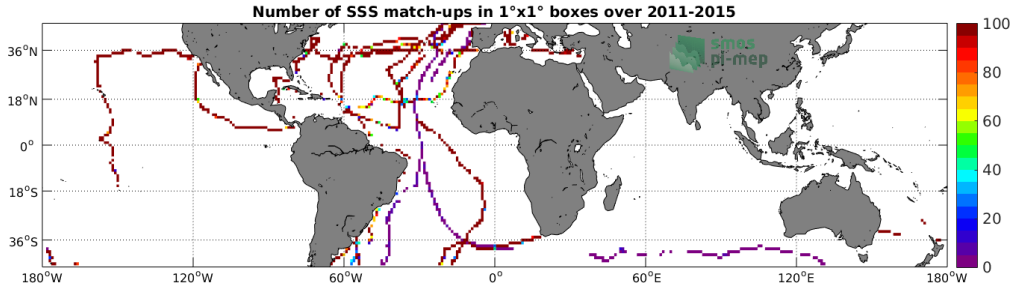 Number of SSS match-ups in 1°x1° boxes over 2011-2015
smos
pi-mep
36°N
18°N
0°
18°S
36°S
180°W 120°W 60°W 0° 60°E 120°E 180°W
100
80
60
40
20
0